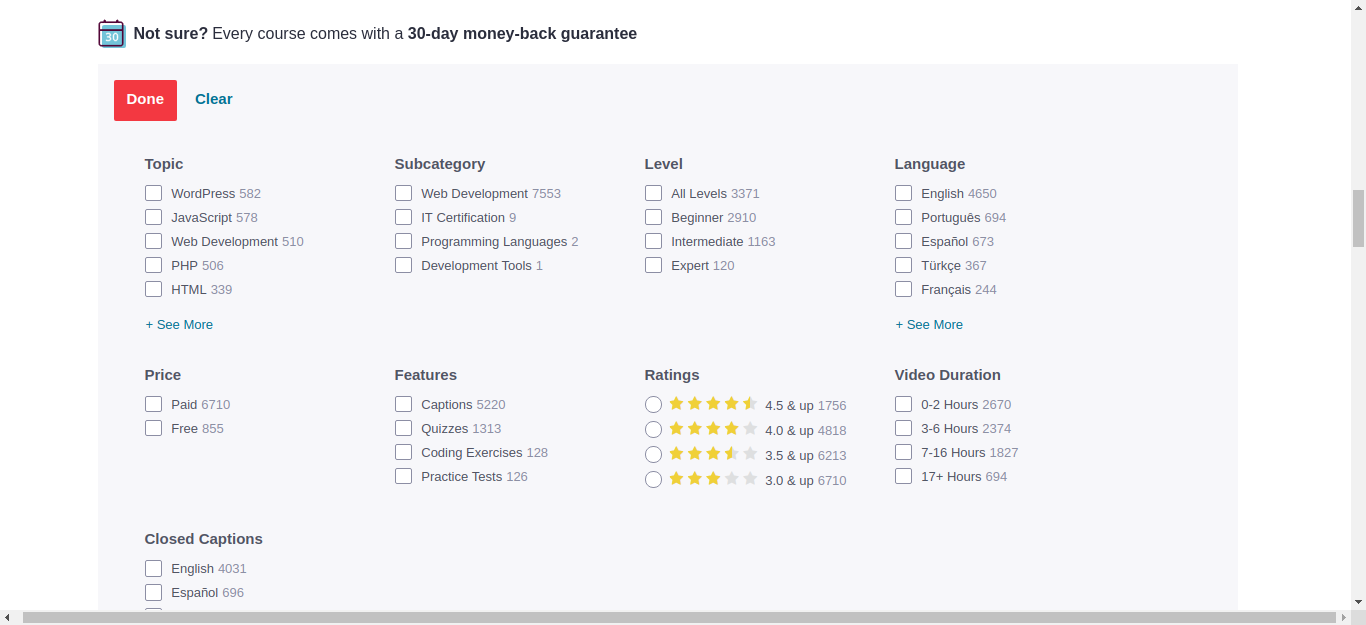 30
Not sure? Every course comes with a 30-day money-back guarantee
Done
Clear
Topic
WordPress 582
JavaScript 578
Web Development 510
PHP 506
HTML 339
+ See More
Subcategory
Web Development 7553
IT Certification 9
Programming Languages 2
Development Tools 1
Level
All Levels 3371
Beginner 2910
Intermediate 1163
Expert 120
Language
English 4650
Português 694
Español 673
Türkçe 367
Français 244
+ See More
Price
Paid 6710
Free 855
Features
Captions 5220
Quizzes 1313
Coding Exercises 128
Practice Tests 126
Ratings
4.5 & up 1756
4.0 & up 4818
3.5 & up 6213
3.0 & up 6710
Video Duration
0-2 Hours 2670
3-6 Hours 2374
7-16 Hours 1827
17+ Hours 694
Closed Captions
English 4031
Español 696